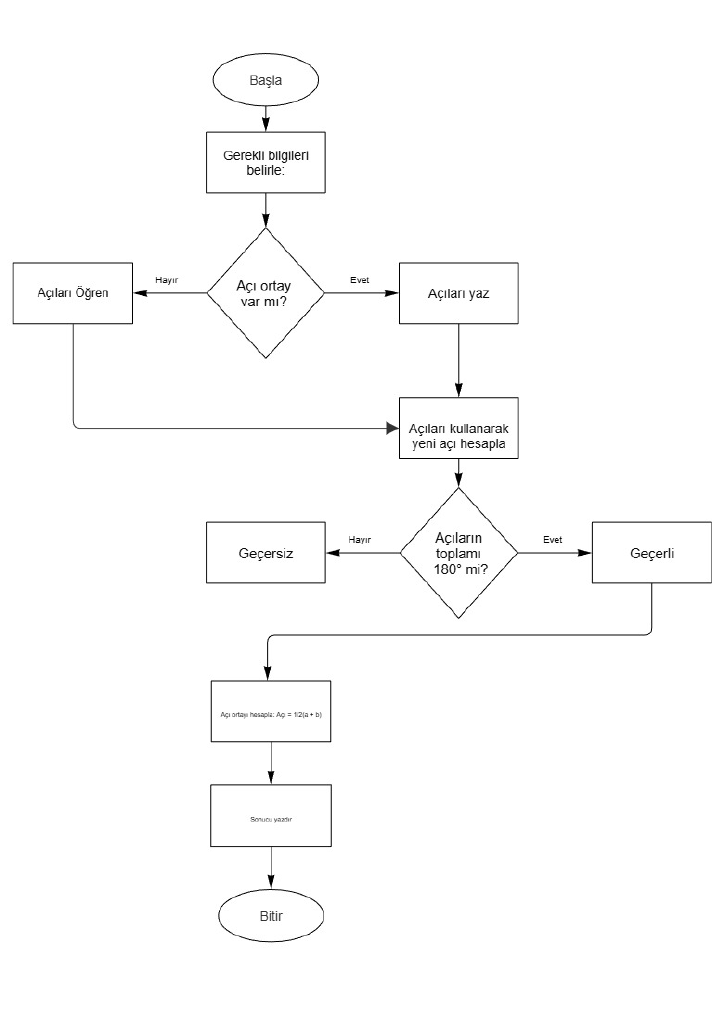 Başla
Gerekli bilgileri
belirle:
Açı ortay
var mı?
Hayır
Evet
Açıları Öğren
Açıları yaz
Açıları kullanarak
yeni açı hesapla
Açıların
toplamı
180° mi?
Hayır
Evet
Geçersiz
Geçerli
Açı ortayı hesapla: Açı = 1/2(a + b)
Sonucu yazdır
Bitir